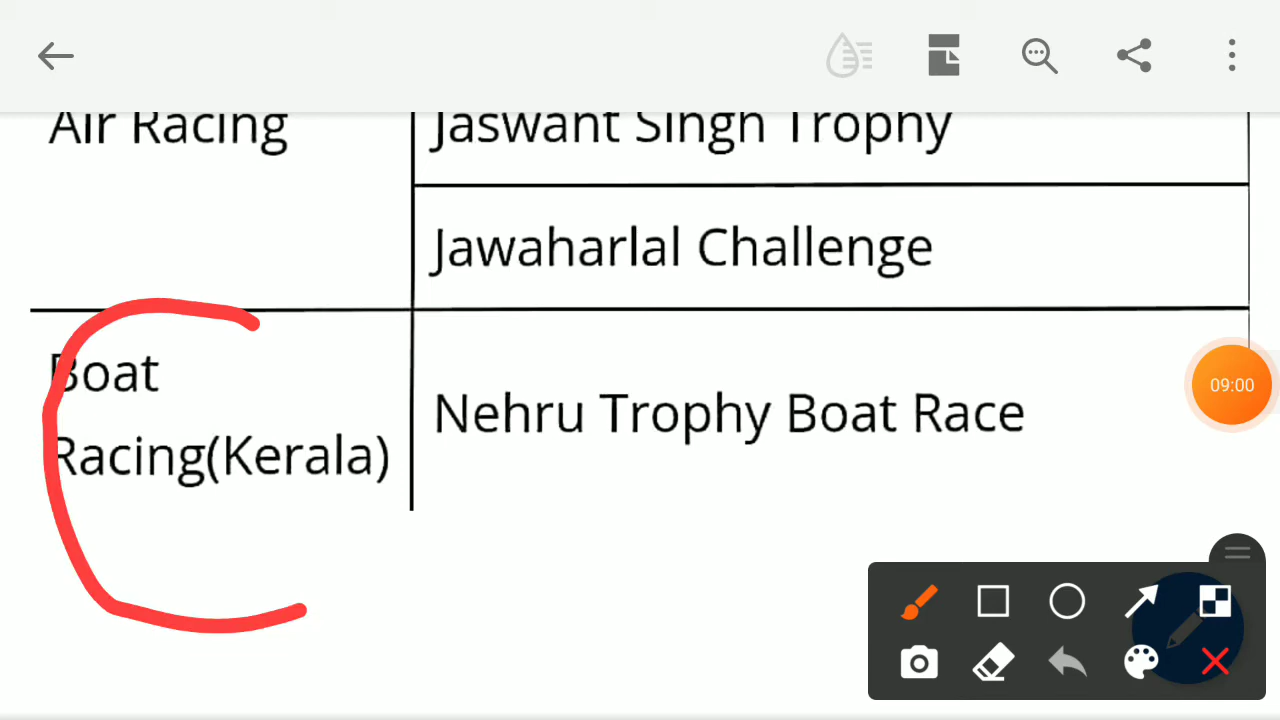 Air Racing
Jaswant Singh Trophy
Jawaharlal Challenge
Boat
Racing(Kerala)
Nehru Trophy Boat Race
09:00